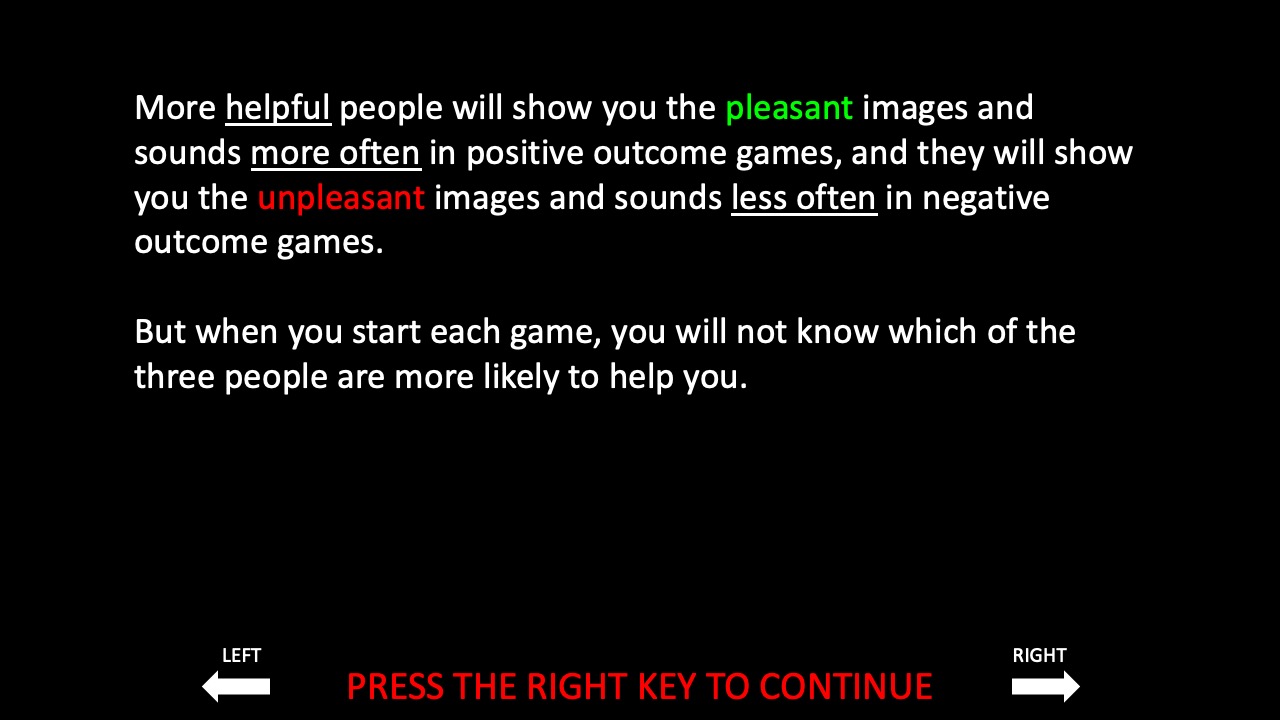 More helpful people will show you the pleasant images and
sounds more often in positive outcome games, and they will show
you the unpleasant images and sounds less often in negative
outcome games.
But when you start each game, you will not know which of the
three people are more likely to help you.
LEFT
RIGHT
PRESS THE RIGHT KEY TO CONTINUE